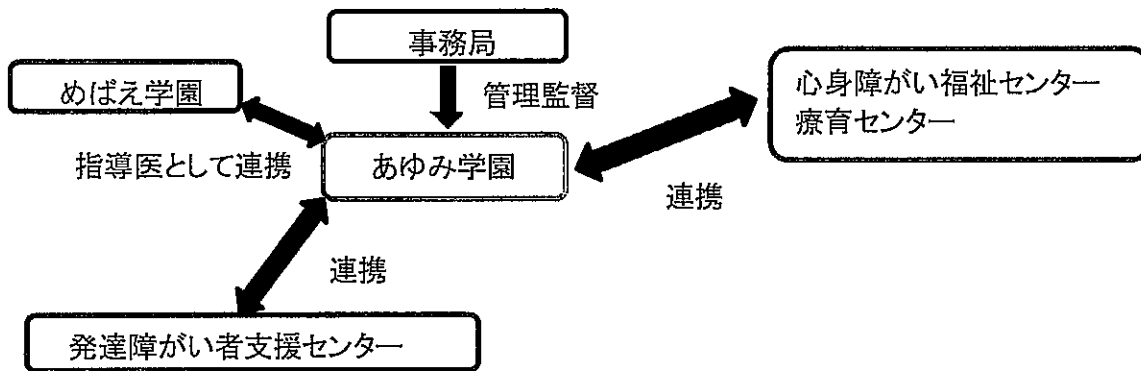 事務局
めばえ学園
管理監督
心身障がい福祉センター
療育センター
指導医として連携
あゆみ学園
連携
連携
発達障がい者支援センター